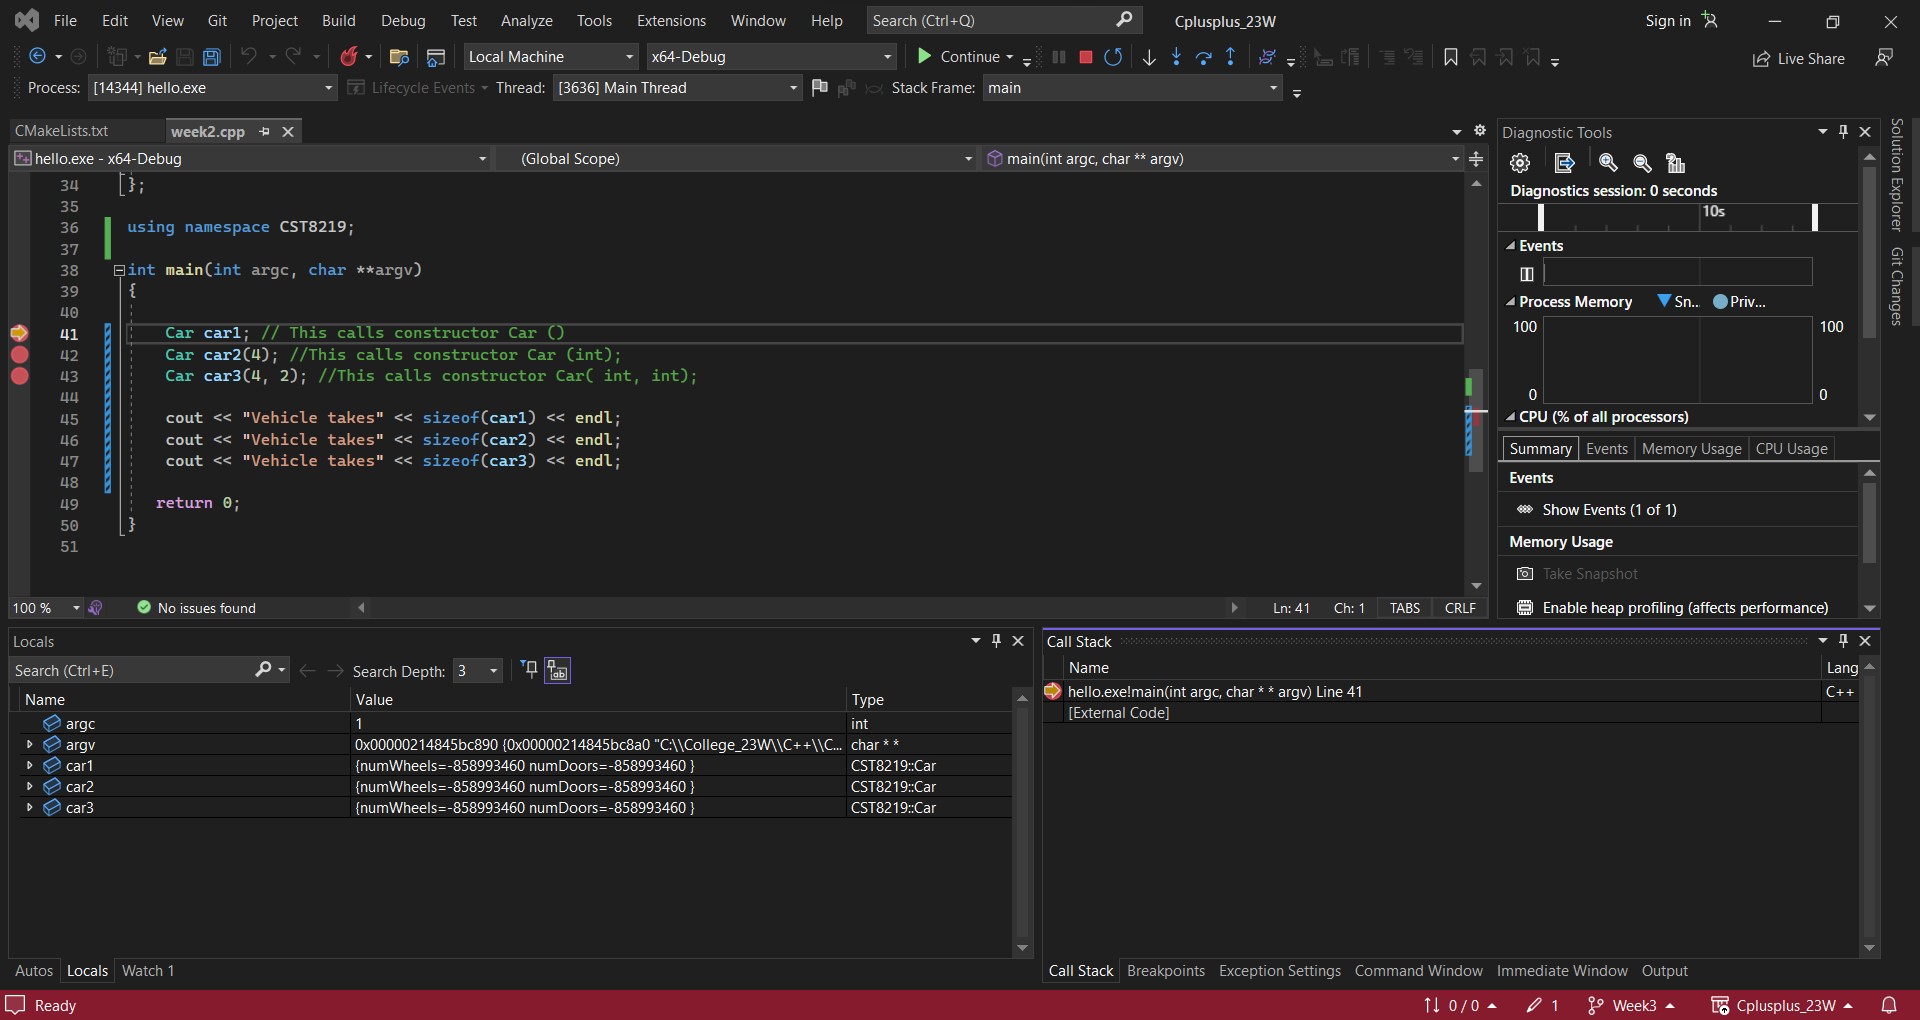 File Edit View Git Project Build Debug Test Analyze Tools Extensions Window Help Search (Ctrl+Q) Cplusplus_23W Sign in
Local Machine x64-Debug Continue Live Share
Process: [14344] hello.exe Lifecycle Events Thread: [3636] Main Thread Stack Frame: main
CMakeLists.txt week2.cpp
hello.exe - x64-Debug (Global Scope) main(int argc, char ** argv)
34 };
35
36 using namespace CST8219;
37
38 int main(int argc, char **argv)
39 {
40
41 Car car1; // This calls constructor Car ()
42 Car car2(4); //This calls constructor Car (int);
43 Car car3(4, 2); //This calls constructor Car( int, int);
44
45 cout << "Vehicle takes" << sizeof(car1) << endl;
46 cout << "Vehicle takes" << sizeof(car2) << endl;
47 cout << "Vehicle takes" << sizeof(car3) << endl;
48
49 return 0;
50 }
51
100 % No issues found Ln: 41 Ch: 1 TABS CRLF
Diagnostic Tools
Diagnostics session: 0 seconds
10s
Events
Process Memory Sn... Priv...
100 100
0 0
CPU (% of all processors)
Summary Events Memory Usage CPU Usage
Events
Show Events (1 of 1)
Memory Usage
Take Snapshot
Enable heap profiling (affects performance)
Solution Explorer
Git Changes
Locals
Search (Ctrl+E) Search Depth: 3
Name Value Type
argc 1 int
argv 0x00000214845bc890 {0x00000214845bc8a0 "C:\\College_23W\\C++\\C... char * *
car1 {numWheels=-858993460 numDoors=-858993460 } CST8219::Car
car2 {numWheels=-858993460 numDoors=-858993460 } CST8219::Car
car3 {numWheels=-858993460 numDoors=-858993460 } CST8219::Car
Autos Locals Watch 1
Call Stack
Name Lang
hello.exe!main(int argc, char * * argv) Line 41 C++
[External Code]
Call Stack Breakpoints Exception Settings Command Window Immediate Window Output
Ready 0 / 0 1 Week3 Cplusplus_23W